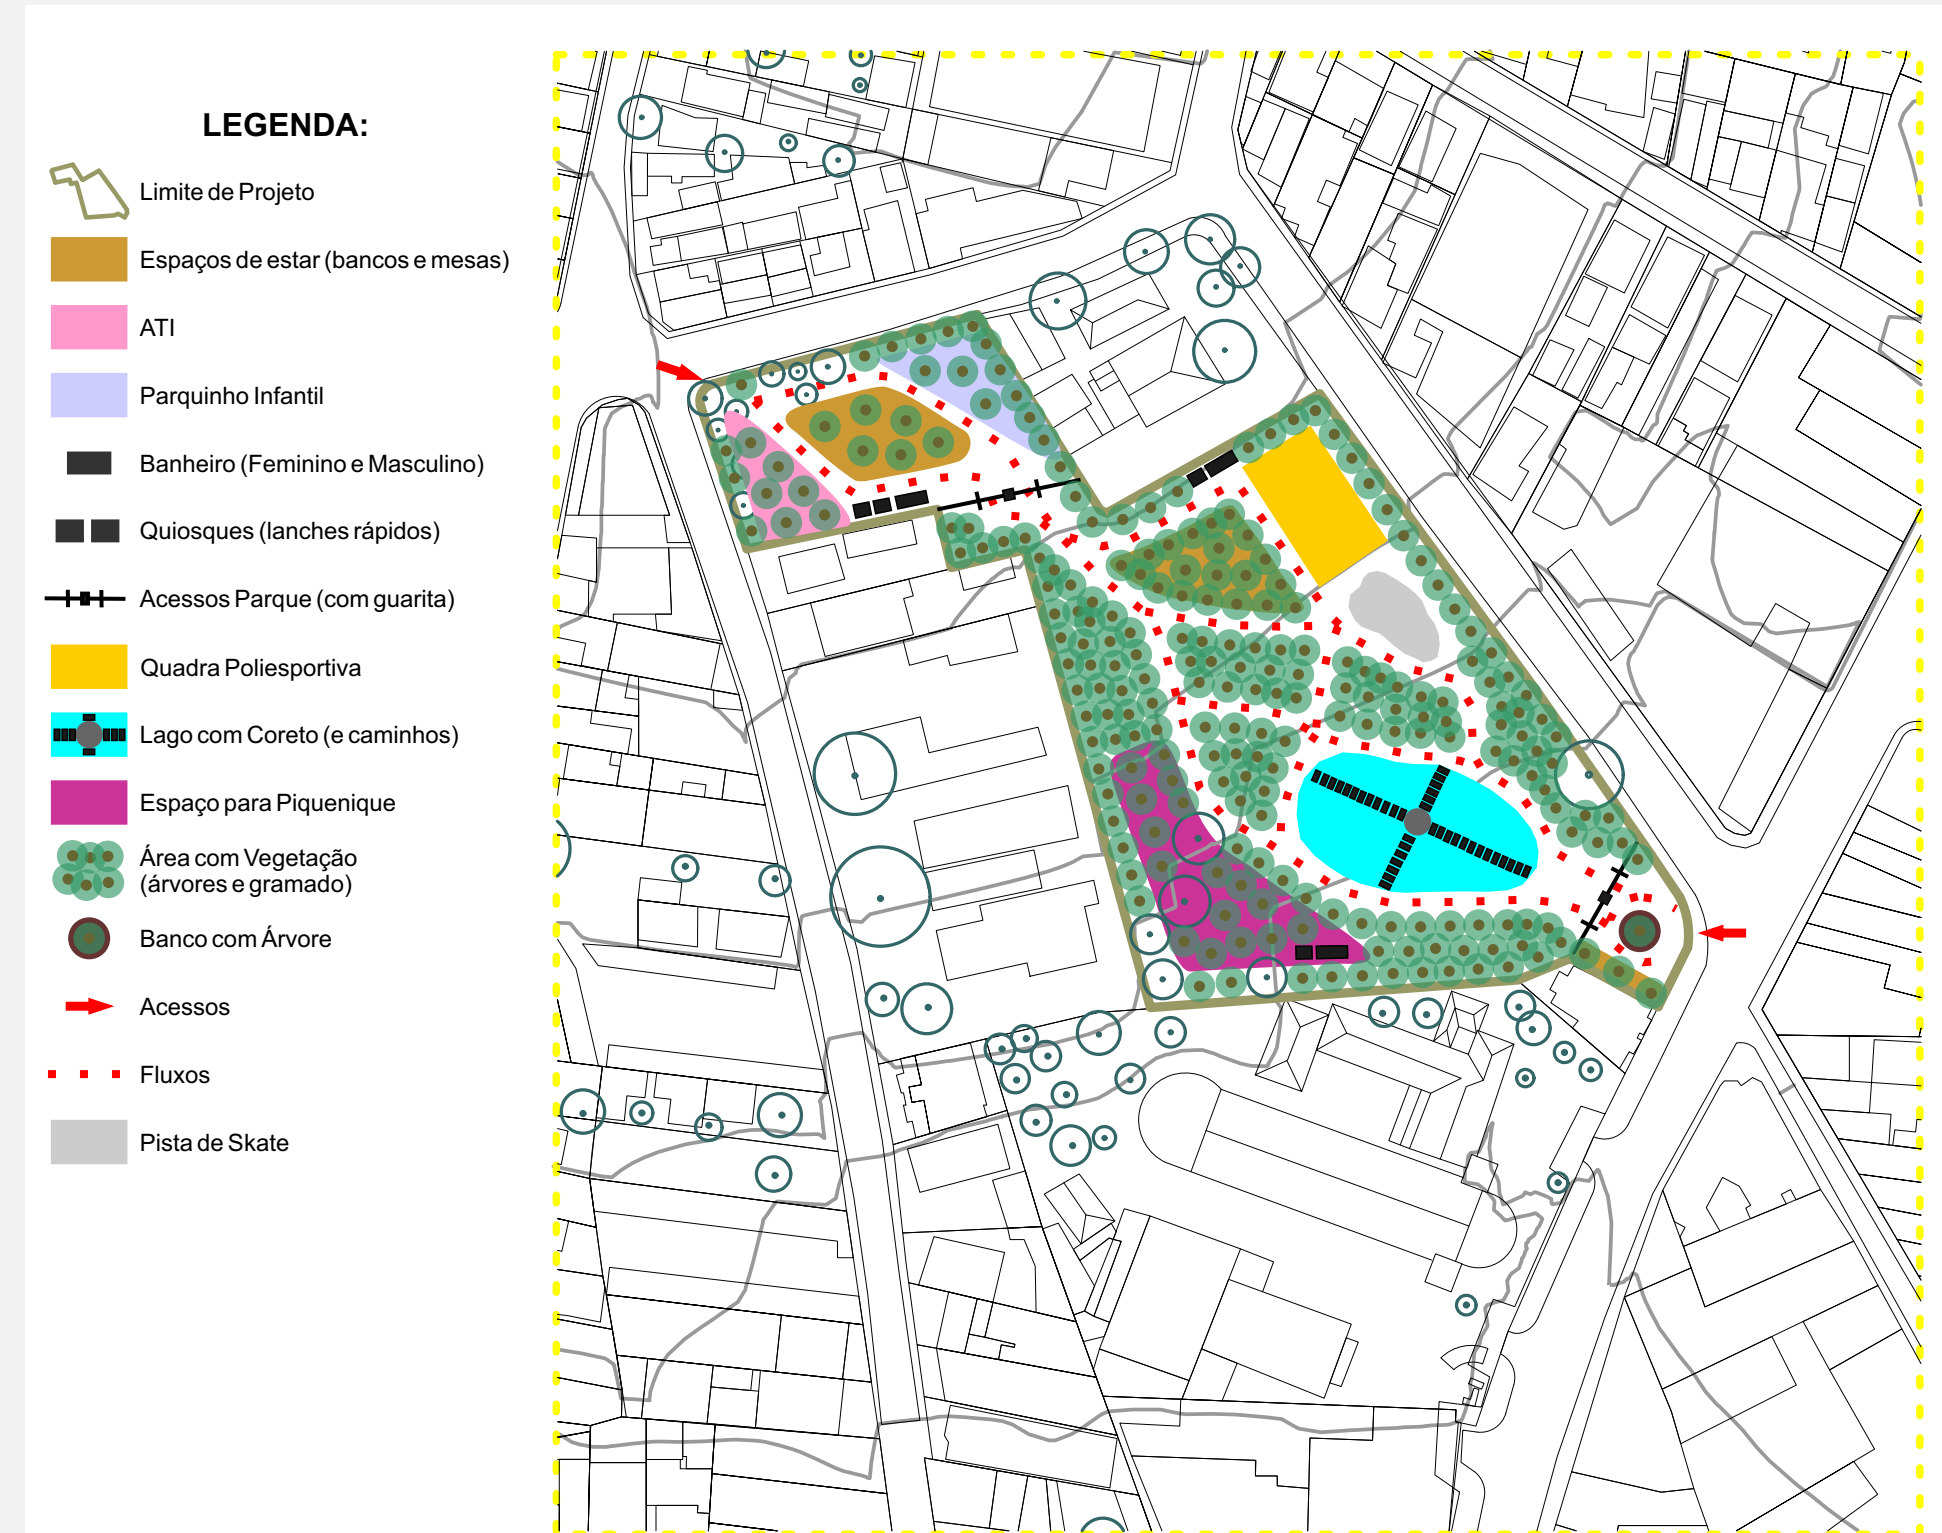 LEGENDA:
Limite de Projeto
Espaços de estar (bancos e mesas)
ATI
Parquinho Infantil
Banheiro (Feminino e Masculino)
Quiosques (lanches rápidos)
Acessos Parque (com guarita)
Quadra Poliesportiva
Lago com Coreto (e caminhos)
Espaço para Piquenique
Área com Vegetação
(árvores e gramado)
Banco com Árvore
Acessos
Fluxos
Pista de Skate